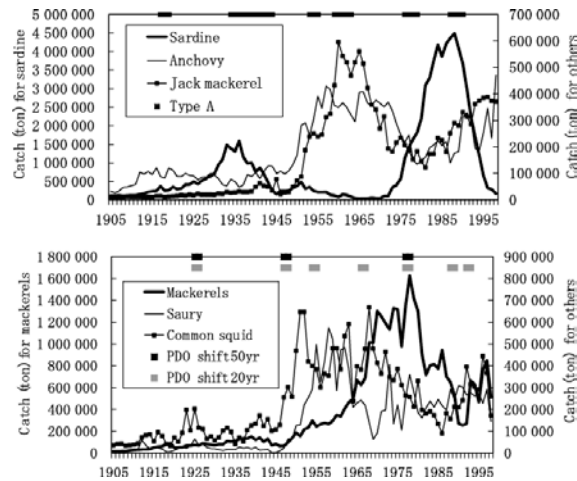 Catch (ton) for sardine
5 000 000
4 500 000
4 000 000
3 500 000
3 000 000
2 500 000
2 000 000
1 500 000
1 000 000
500 000
0
Sardine
Anchovy
Jack mackerel
Type A
700 000
600 000
500 000
400 000
300 000
200 000
100 000
0
Catch (ton) for others
1905 1915 1925 1935 1945 1955 1965 1975 1985 1995
Catch (ton) for mackerels
1 800 000
1 600 000
1 400 000
1 200 000
1 000 000
800 000
600 000
400 000
200 000
0
Mackerels
Saury
Common squid
PDO shift50yr
PDO shift20yr
900 000
800 000
700 000
600 000
500 000
400 000
300 000
200 000
100 000
0
Catch (ton) for others
1905 1915 1925 1935 1945 1955 1965 1975 1985 1995